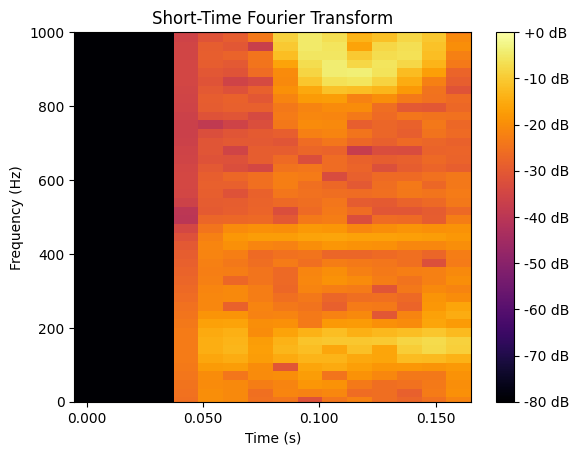 Short-Time Fourier Transform
1000
800
600
400
200
0
Frequency (Hz)
0.000
0.050
0.100
0.150
Time (s)
+0 dB
-10 dB
-20 dB
-30 dB
-40 dB
-50 dB
-60 dB
-70 dB
-80 dB